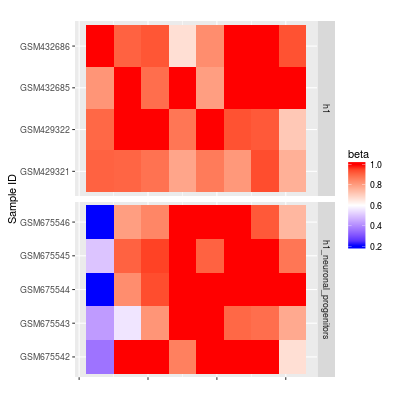 GSM432686
GSM432685
GSM429322
GSM429321
h1
GSM675546
GSM675545
GSM675544
GSM675543
GSM675542
h1_neuronal_progenitors
Sample ID
beta
1.0
0.8
0.6
0.4
0.2